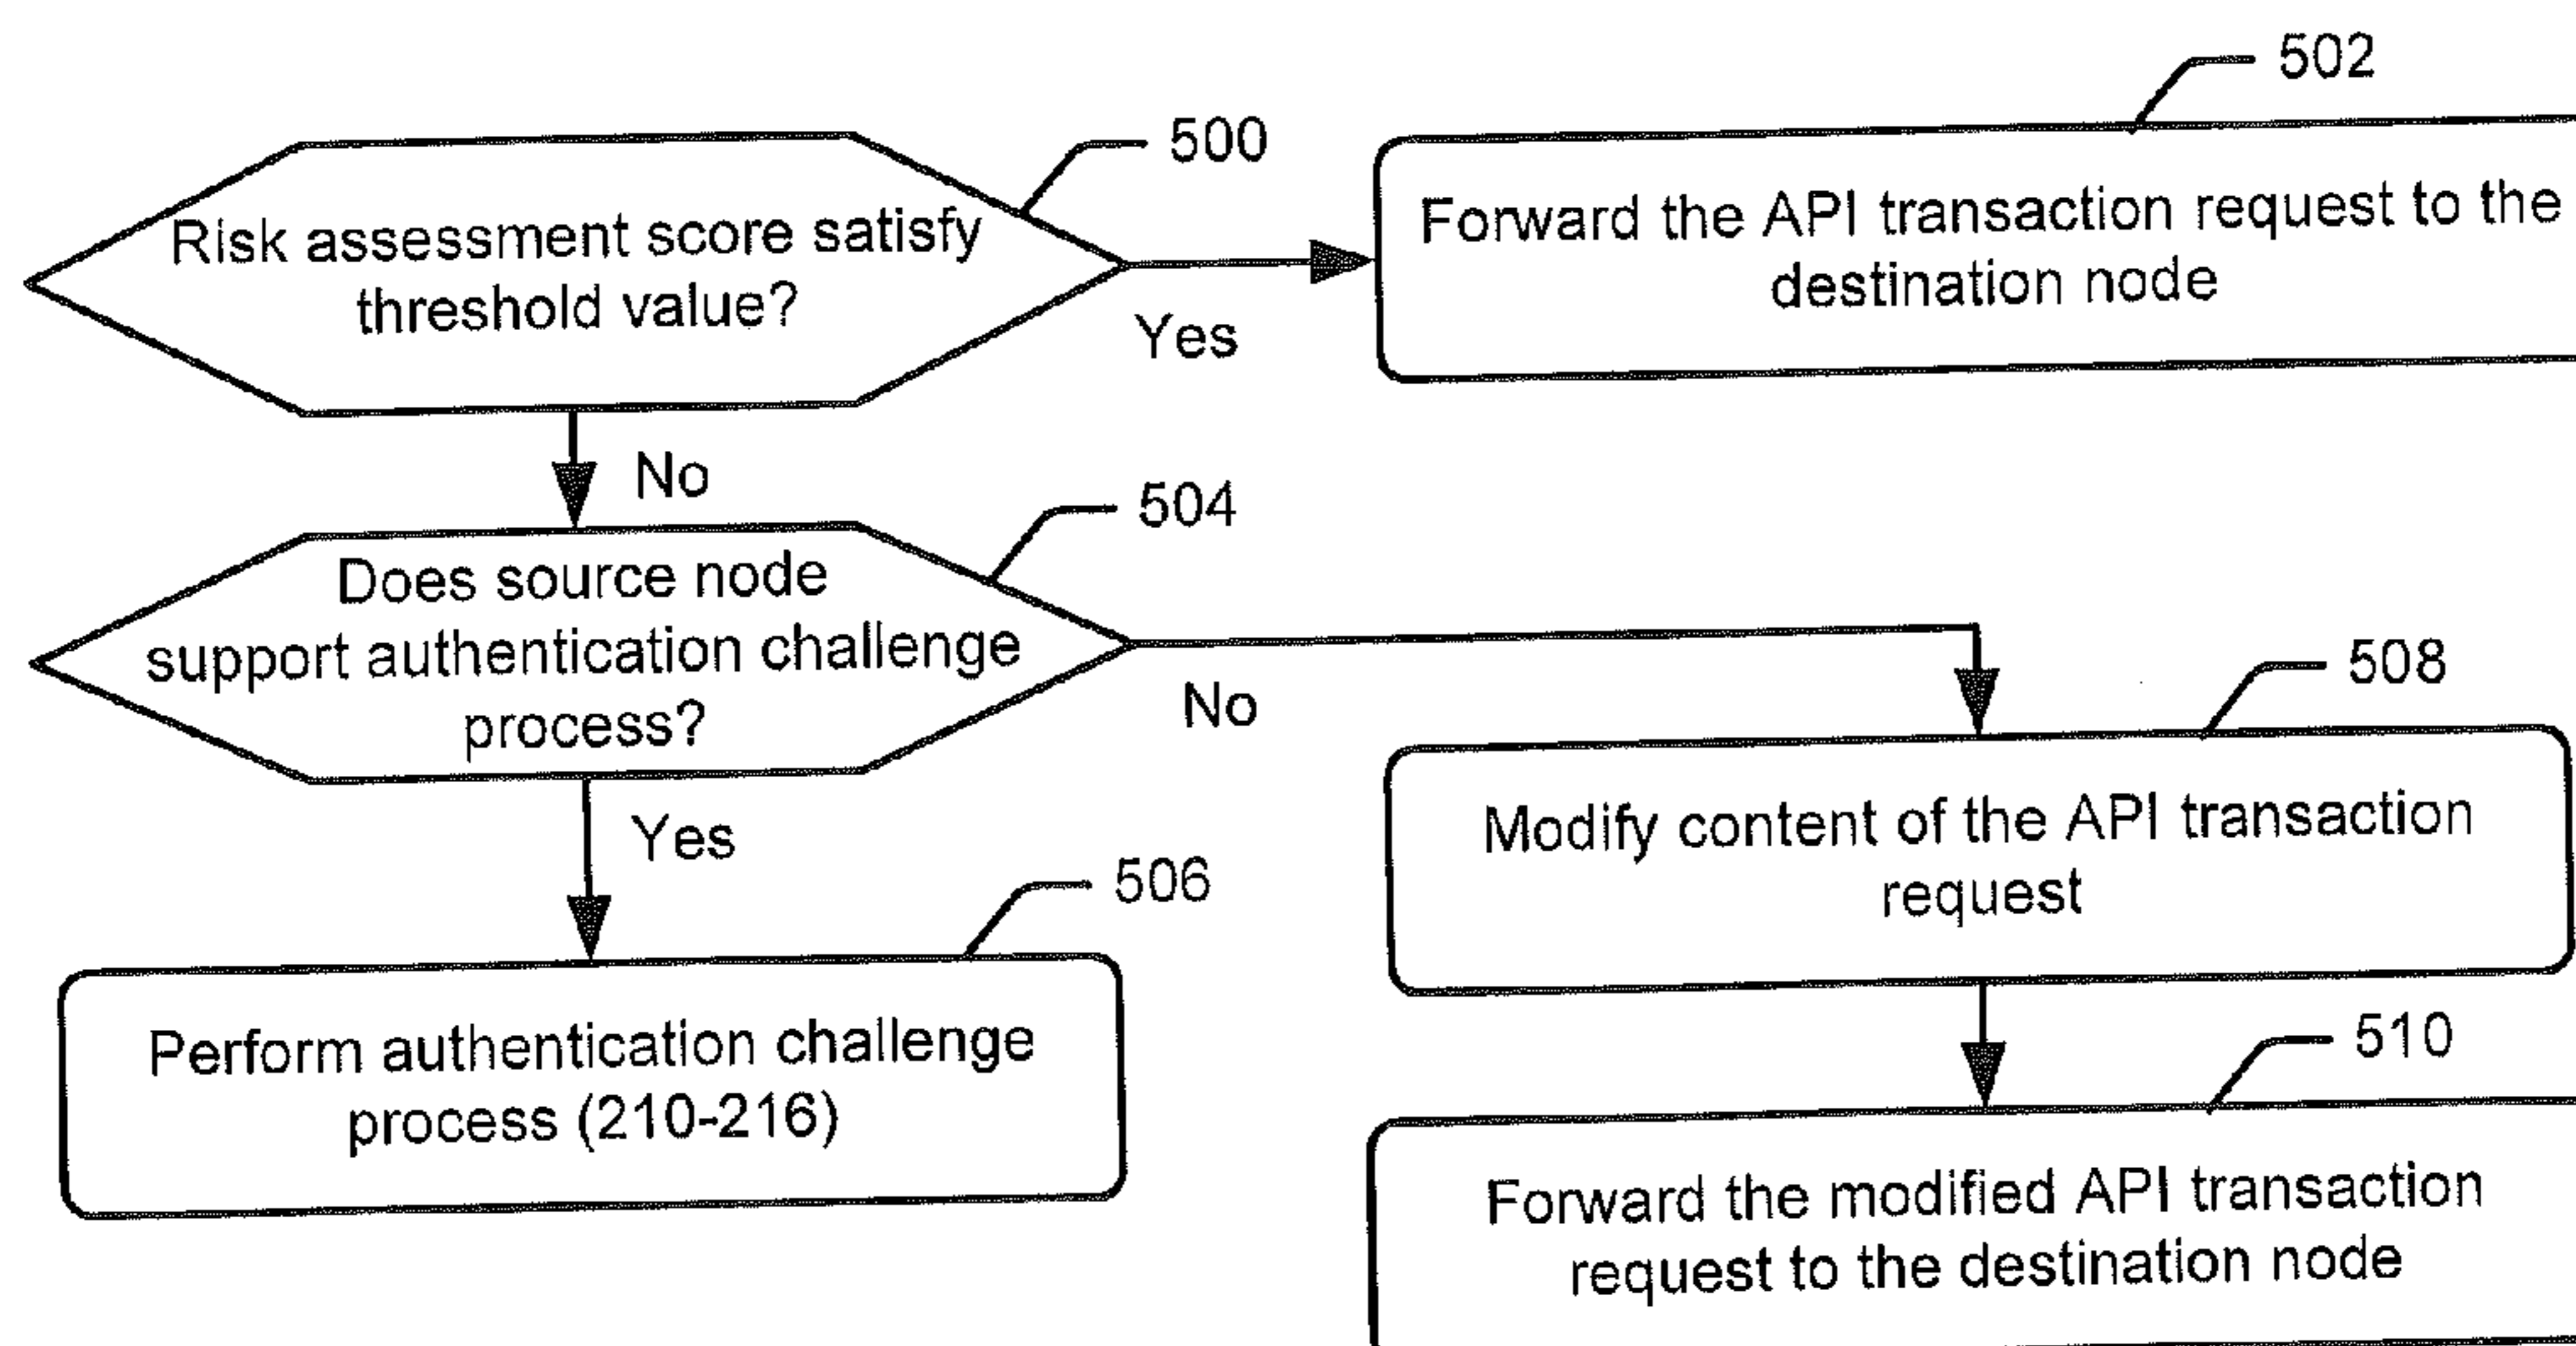 502
500
Risk assessment score satisfy
threshold value?
Forward the API transaction request to the
destination node
Yes
No
504
Does source node
support authentication challenge
process?
No
508
Modify content of the API transaction
request
Yes
506
Perform authentication challenge
process (210-216)
510
Forward the modified API transaction
request to the destination node